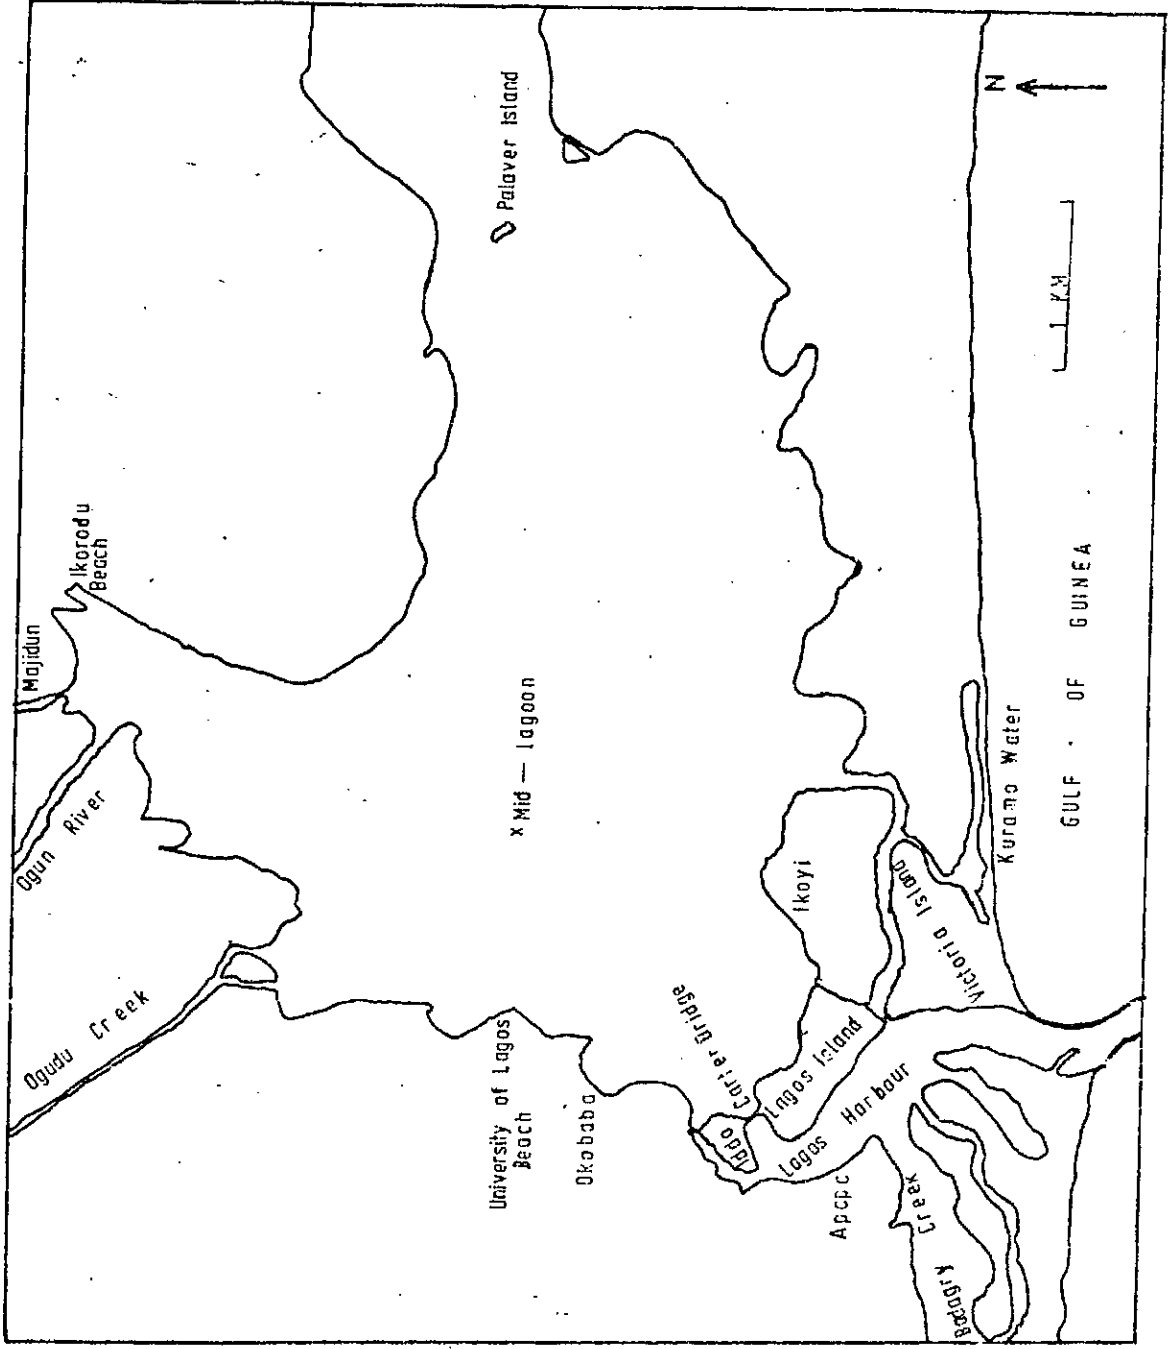 Majidun
Ikorodu
Beach
Ogun River
Ogudu Creek
Palaver Island
x Mid — lagoon
University of Lagos
Beach
Okobaba
Carter Bridge
Iddo
Lagos Island
Ikoyi
Victoria Island
Lagos Harbour
Apapa
Badagry Creek
Kuramo Water
GULF · OF GUINEA
1 KM
N